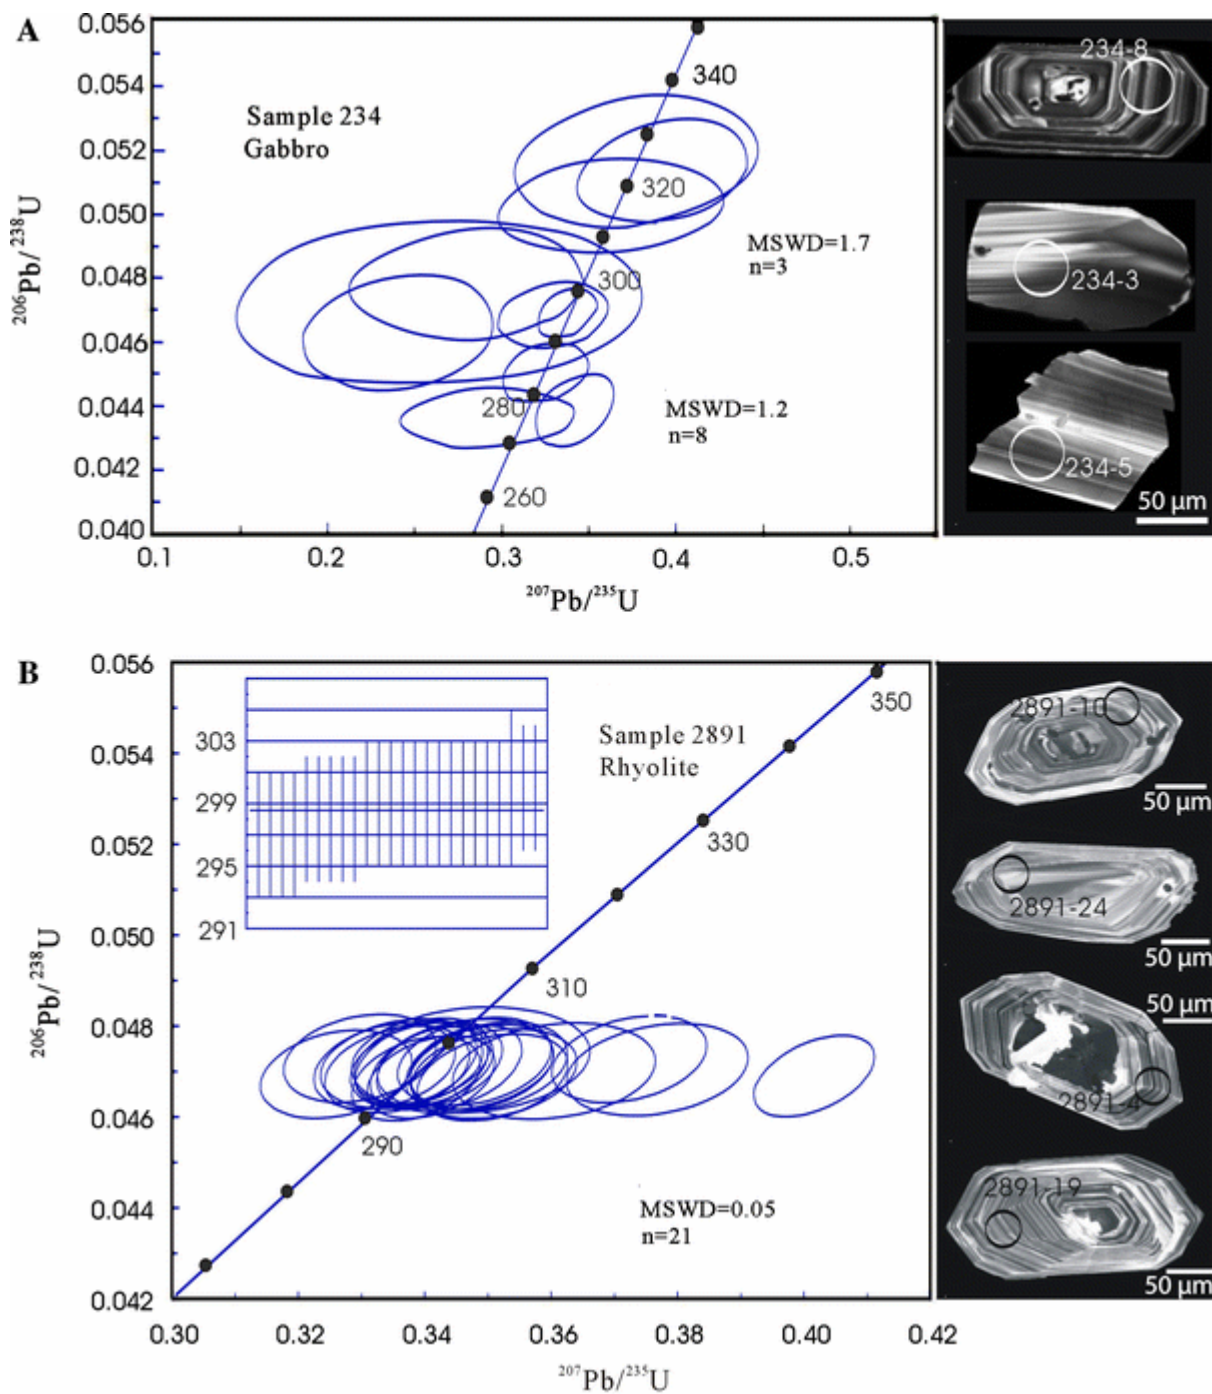 A
0.056
0.054
0.052
0.050
0.048
0.046
0.044
0.042
0.040
²⁰⁶Pb/²³⁸U
Sample 234
Gabbro
340
320
300
280
260
MSWD=1.7
n=3
MSWD=1.2
n=8
0.1
0.2
0.3
0.4
0.5
²⁰⁷Pb/²³⁵U
234-8
234-3
234-5
50 µm
B
0.056
0.054
0.052
0.050
0.048
0.046
0.044
0.042
²⁰⁶Pb/²³⁸U
303
299
295
291
Sample 2891
Rhyolite
350
330
310
290
MSWD=0.05
n=21
0.30
0.32
0.34
0.36
0.38
0.40
0.42
²⁰⁷Pb/²³⁵U
2891-10
50 µm
2891-24
50 µm
50 µm
2891-4
2891-19
50 µm